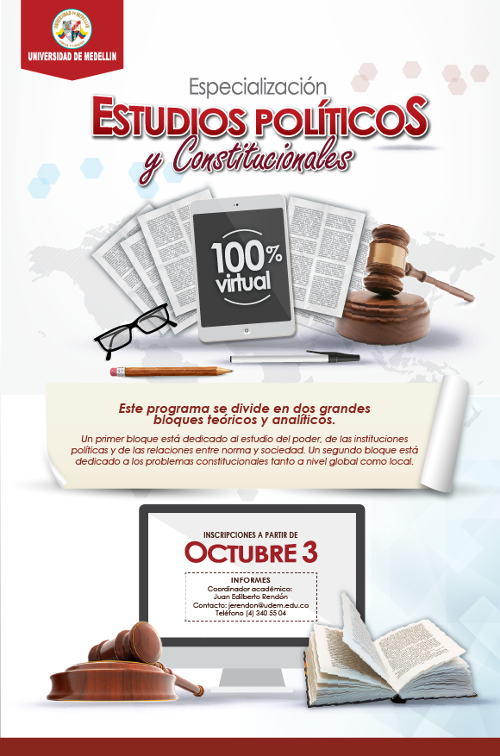 UNIVERSIDAD DE MEDELLIN
Especialización
ESTUDIOS POLÍTICOS
y Constitucionales
100%
virtual
Este programa se divide en dos grandes
bloques teóricos y analíticos.
Un primer bloque está dedicado al estudio del poder, de las instituciones
políticas y de las relaciones entre norma y sociedad. Un segundo bloque está
dedicado a los problemas constitucionales tanto a nivel global como local.
INSCRIPCIONES A PARTIR DE
OCTUBRE 3
INFORMES
Coordinador académico:
Juan Edilberto Rendón
Contacto: jerendon@udem.edu.co
Teléfono (4) 340 55 04